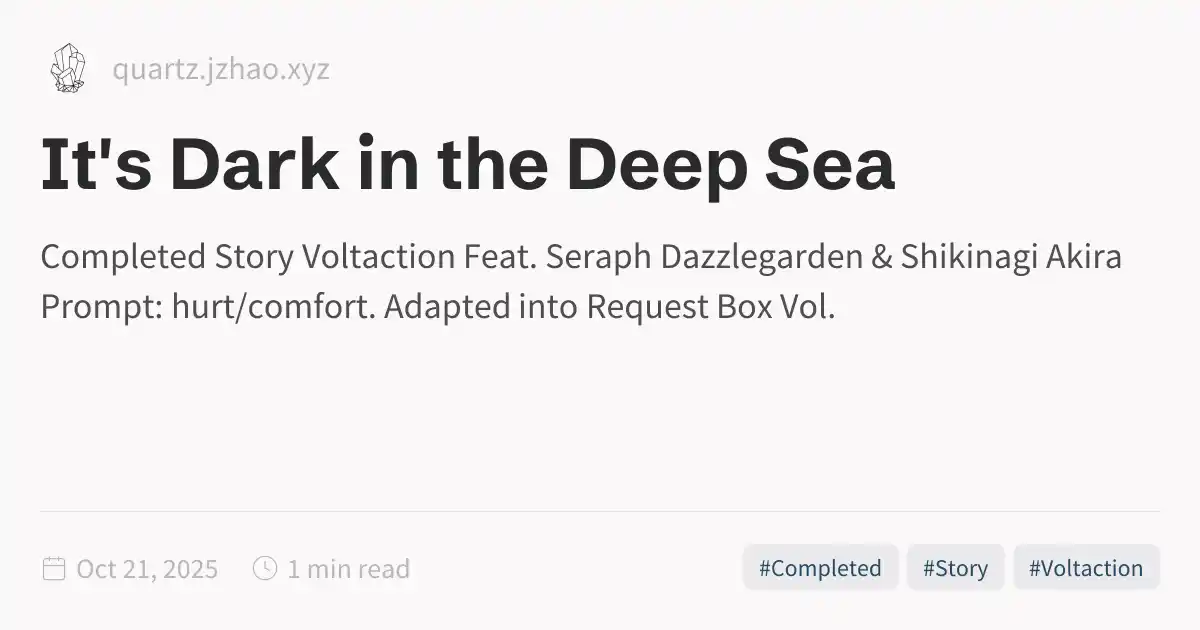 quartz.jzhao.xyz
It's Dark in the Deep Sea
Completed Story Voltaction Feat. Seraph Dazzlegarden & Shikinagi Akira
Prompt: hurt/comfort. Adapted into Request Box Vol.
Oct 21, 2025 1 min read #Completed #Story #Voltaction